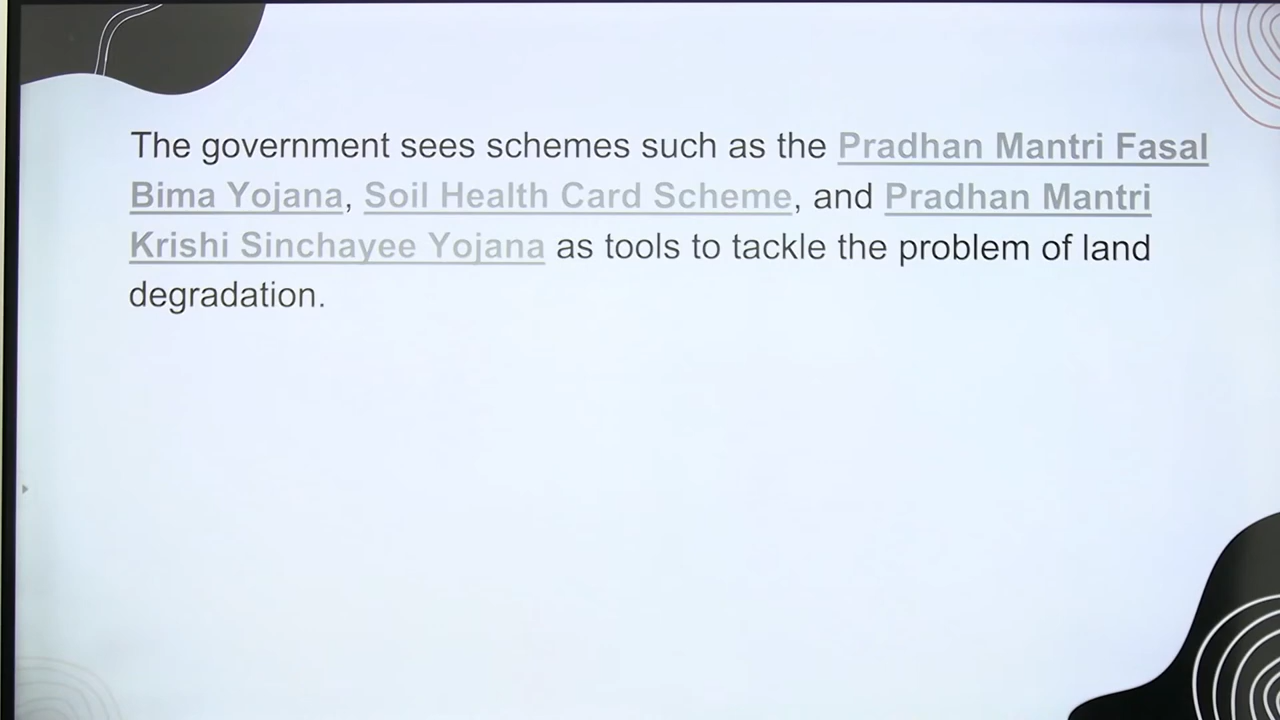 The government sees schemes such as the Pradhan Mantri Fasal
Bima Yojana, Soil Health Card Scheme, and Pradhan Mantri
Krishi Sinchayee Yojana as tools to tackle the problem of land
degradation.